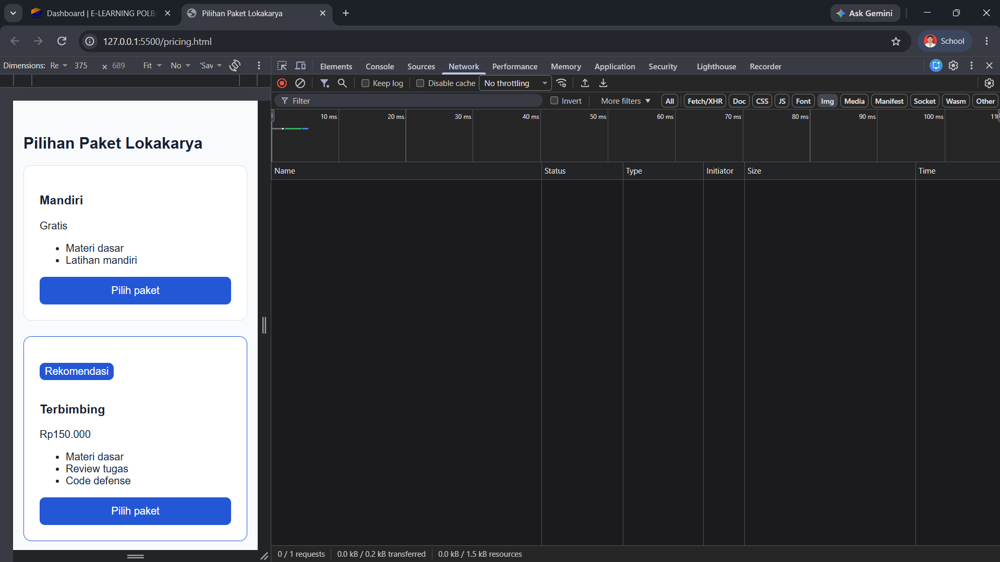 Dashboard | E-LEARNING POLBA
Pilihan Paket Lokakarya
Ask Gemini
127.0.0.1:5500/pricing.html
School
Dimensions: Re 375 × 689 Fit No 'Sav
Elements Console Sources Network Performance Memory Application Security Lighthouse Recorder
Keep log Disable cache No throttling
Filter Invert More filters All Fetch/XHR Doc CSS JS Font Img Media Manifest Socket Wasm Other
10 ms 20 ms 30 ms 40 ms 50 ms 60 ms 70 ms 80 ms 90 ms 100 ms 11
Name Status Type Initiator Size Time
Pilihan Paket Lokakarya
Mandiri
Gratis
• Materi dasar
• Latihan mandiri
Pilih paket
Rekomendasi
Terbimbing
Rp150.000
• Materi dasar
• Review tugas
• Code defense
Pilih paket
0 / 1 requests 0.0 kB / 0.2 kB transferred 0.0 kB / 1.5 kB resources